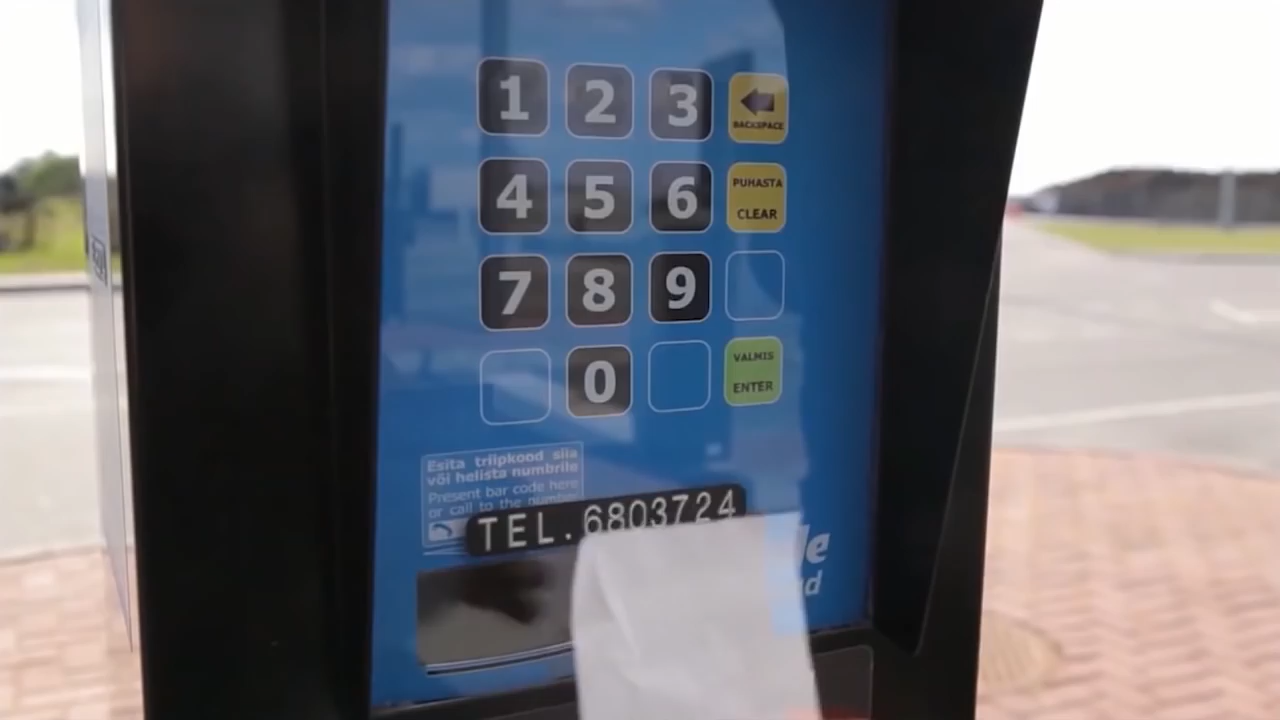 1 2 3
BACKSPACE
4 5 6
PUHASTA
CLEAR
7 8 9
0
VALMIS
ENTER
Esita triipkood siia
või helista numbrile
Present bar code here
or call to the number
TEL.6803724